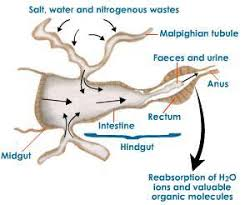 Salt, water and nitrogenous wastes
Malpighian tubule
Faeces and urine
Anus
Rectum
Intestine
Hindgut
Midgut
Reabsorption of H2O
ions and valuable
organic molecules